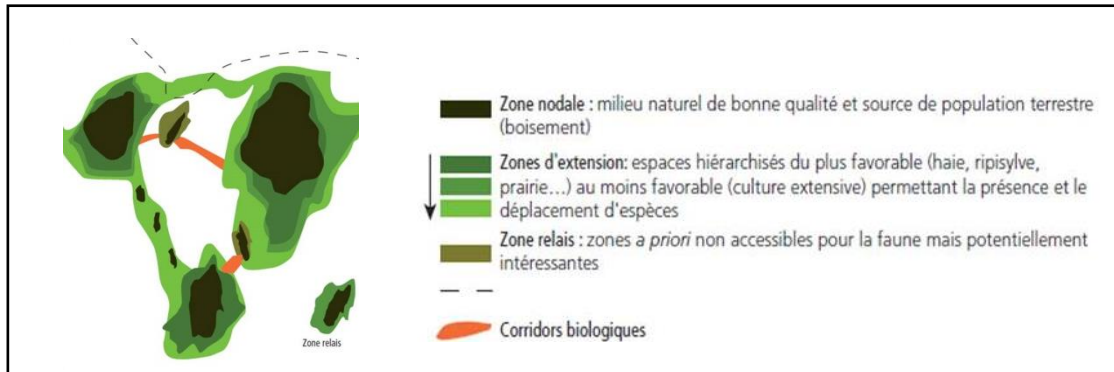 Zone relais
Zone nodale : milieu naturel de bonne qualité et source de population terrestre
(boisement)
Zones d'extension: espaces hiérarchisés du plus favorable (haie, ripisylve,
prairie...) au moins favorable (culture extensive) permettant la présence et le
déplacement d'espèces
Zone relais : zones a priori non accessibles pour la faune mais potentiellement
intéressantes
Corridors biologiques